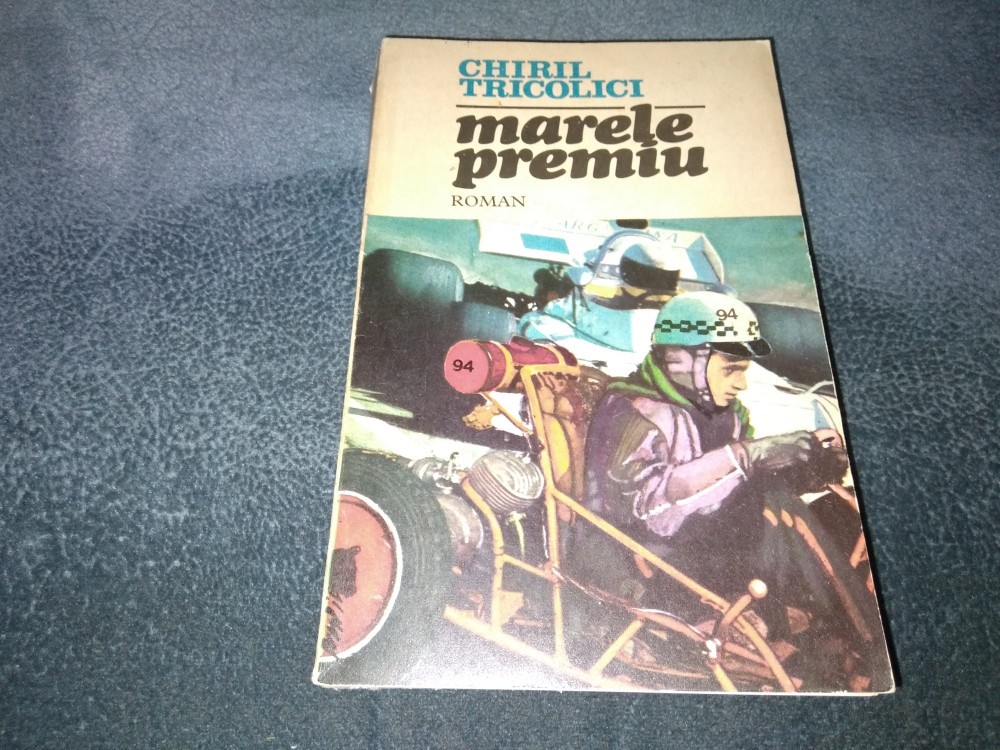 CHIRIL
TRICOLICI
marele
premiu
ROMAN
94
94